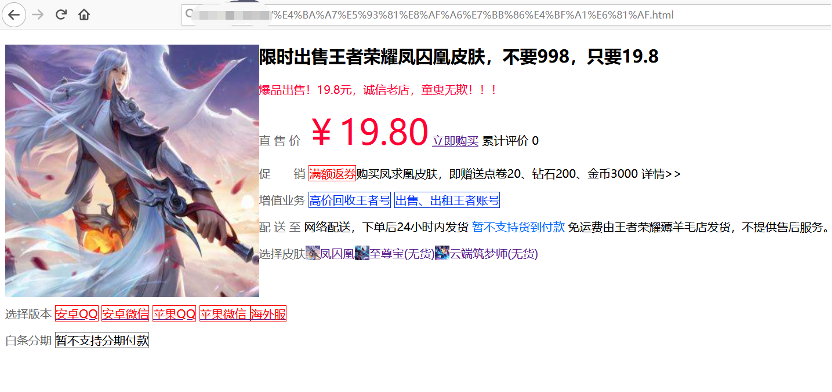 /%E4%BA%A7%E5%93%81%E8%AF%A6%E7%BB%86%E4%BF%A1%E6%81%AF.html
限时出售王者荣耀凤囚凰皮肤，不要998，只要19.8
爆品出售！19.8元，诚信老店，童叟无欺！！！
直 售 价 ￥19.80 立即购买 累计评价 0
促 销 满额返券购买凤求凰皮肤，即赠送点卷20、钻石200、金币3000 详情>>
增值业务 高价回收王者号 出售、出租王者账号
配 送 至 网络配送，下单后24小时内发货 暂不支持货到付款 免运费由王者荣耀薅羊毛店发货，不提供售后服务。
选择皮肤凤囚凰至尊宝(无货)云端筑梦师(无货)
选择版本 安卓QQ 安卓微信 苹果QQ 苹果微信 海外服
白条分期 暂不支持分期付款